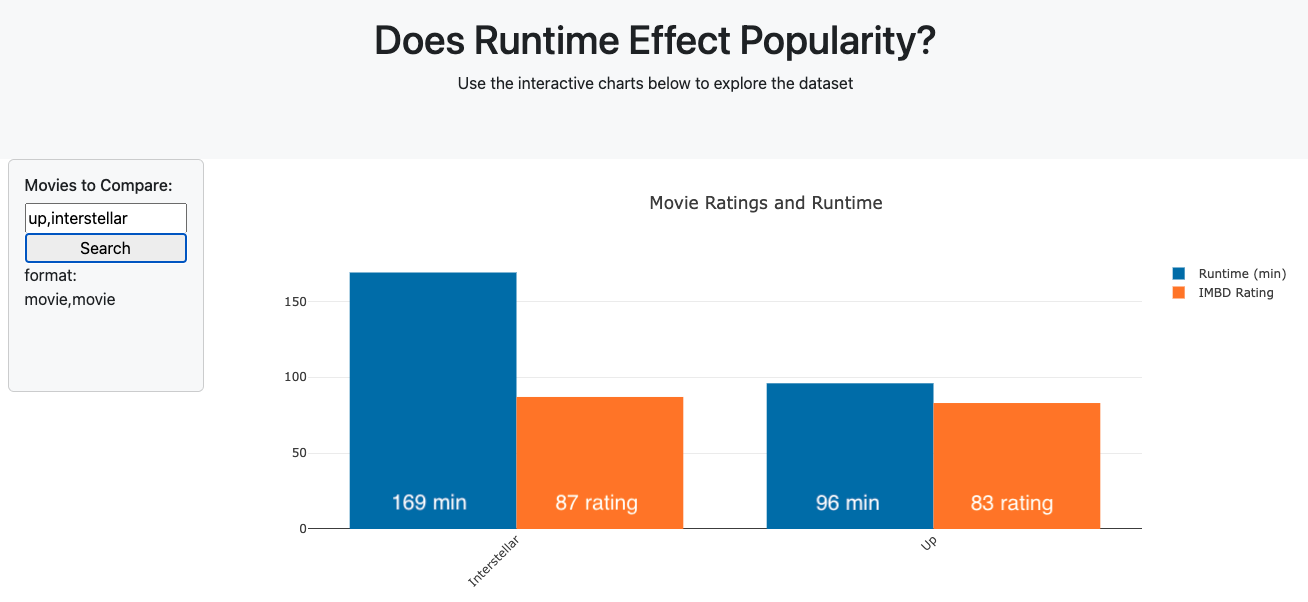 Does Runtime Effect Popularity?
Use the interactive charts below to explore the dataset
Movies to Compare:
up,interstellar
Search
format:
movie,movie
Movie Ratings and Runtime
Runtime (min)
IMBD Rating
150
100
50
0
169 min
87 rating
96 min
83 rating
Interstellar
Up